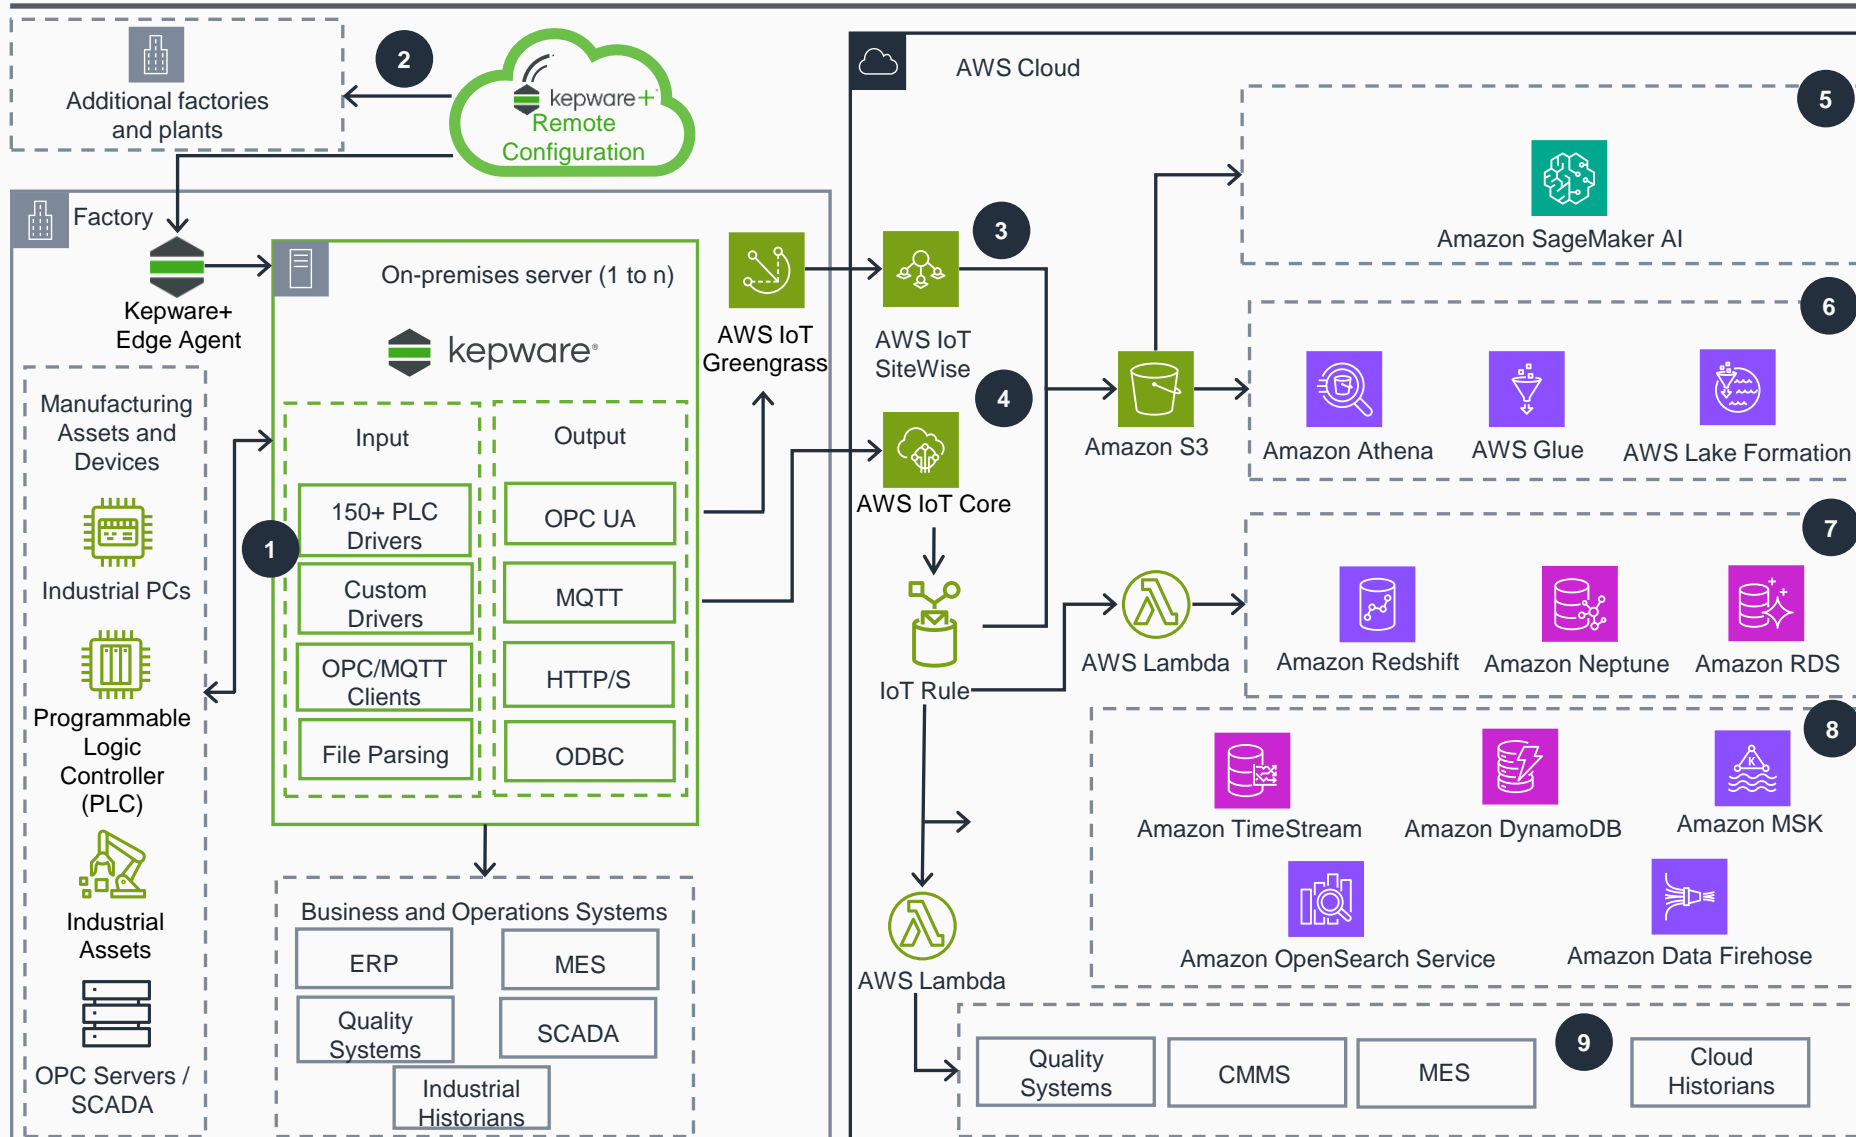 2
Additional factories
and plants
kepware+
Remote
Configuration
AWS Cloud
5
Amazon SageMaker AI
Factory
Kepware+
Edge Agent
On-premises server (1 to n)
kepware®
AWS IoT
Greengrass
3
AWS IoT
SiteWise
4
AWS IoT Core
Amazon S3
6
Amazon Athena
AWS Glue
AWS Lake Formation
Manufacturing
Assets and
Devices
Industrial PCs
Programmable
Logic
Controller
(PLC)
Industrial
Assets
OPC Servers /
SCADA
1
Input
150+ PLC
Drivers
Custom
Drivers
OPC/MQTT
Clients
File Parsing
Output
OPC UA
MQTT
HTTP/S
ODBC
IoT Rule
AWS Lambda
7
Amazon Redshift
Amazon Neptune
Amazon RDS
8
Amazon TimeStream
Amazon DynamoDB
K
Amazon MSK
Amazon OpenSearch Service
Amazon Data Firehose
Business and Operations Systems
ERP
MES
Quality
Systems
SCADA
Industrial
Historians
AWS Lambda
9
Quality
Systems
CMMS
MES
Cloud
Historians